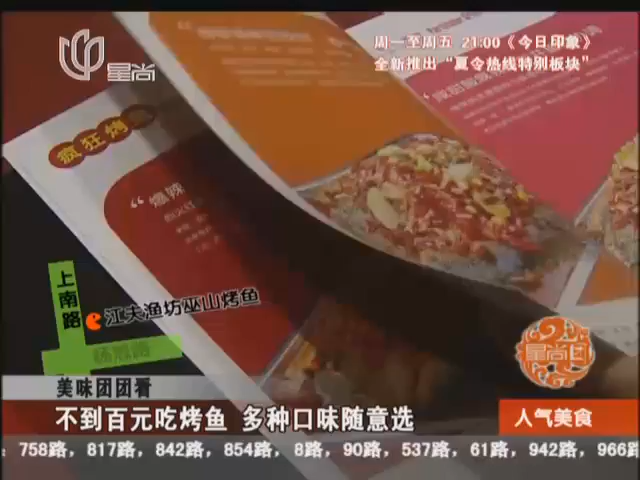 星尚
周一至周五 21:00《今日印象》
全新推出“夏令热线特别板块”
疯狂烤鱼
爆辣
上南路
江夫渔坊巫山烤鱼
星尚
美味团团看
不到百元吃烤鱼 多种口味随意选
人气美食
：758路，817路，842路，854路，8路，90路，537路，61路，942路，966路